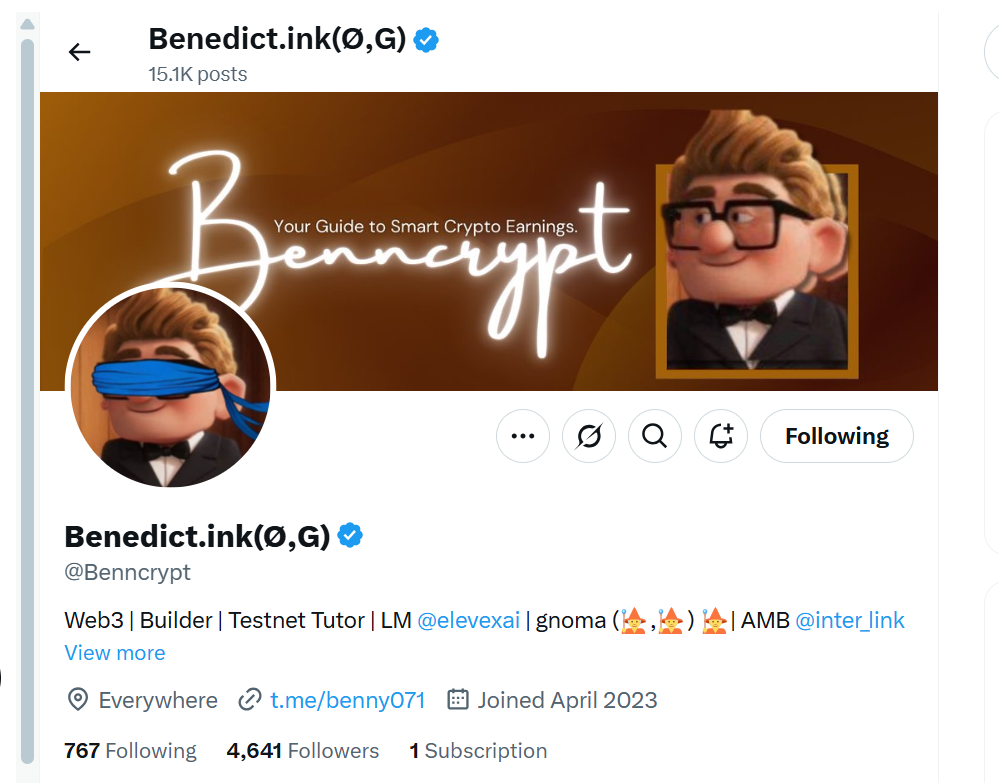 Benedict.ink(Ø,G)
15.1K posts
Your Guide to Smart Crypto Earnings.
Benncrypt
Following
Benedict.ink(Ø,G)
@Benncrypt
Web3 | Builder | Testnet Tutor | LM @elevexai | gnoma (🧙,🧙) 🧙| AMB @inter_link
View more
Everywhere t.me/benny071 Joined April 2023
767 Following 4,641 Followers 1 Subscription